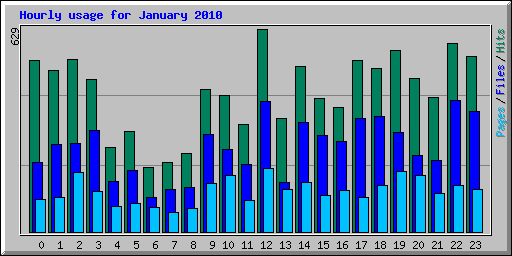 Hourly usage for January 2010
629
Pages/Files/Hits
0 1 2 3 4 5 6 7 8 9 10 11 12 13 14 15 16 17 18 19 20 21 22 23